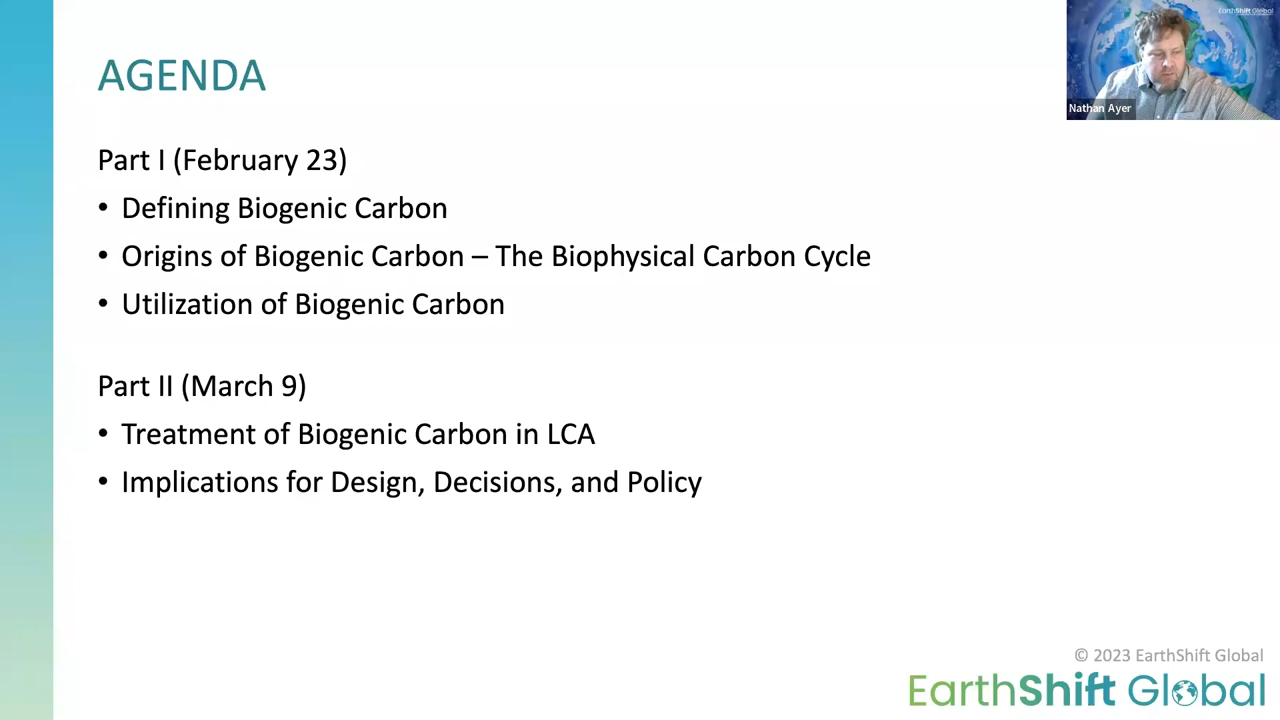 AGENDA
EarthShift Global
Nathan Ayer
Part I (February 23)
• Defining Biogenic Carbon
• Origins of Biogenic Carbon – The Biophysical Carbon Cycle
• Utilization of Biogenic Carbon
Part II (March 9)
• Treatment of Biogenic Carbon in LCA
• Implications for Design, Decisions, and Policy
© 2023 EarthShift Global
EarthShift Global